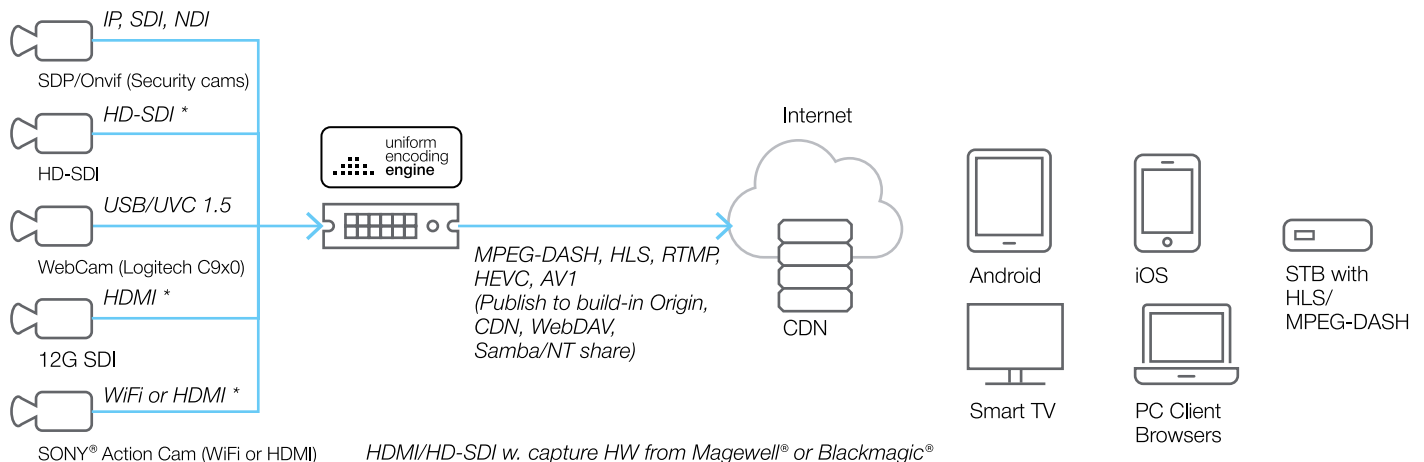 IP, SDI, NDI
SDP/Onvif (Security cams)
HD-SDI *
HD-SDI
USB/UVC 1.5
WebCam (Logitech C9x0)
HDMI *
12G SDI
WiFi or HDMI *
SONY® Action Cam (WiFi or HDMI)
uniform
encoding
engine
MPEG-DASH, HLS, RTMP,
HEVC, AV1
(Publish to build-in Origin,
CDN, WebDAV,
Samba/NT share)
HDMI/HD-SDI w. capture HW from Magewell® or Blackmagic®
Internet
CDN
Android
iOS
STB with
HLS/
MPEG-DASH
Smart TV
PC Client
Browsers